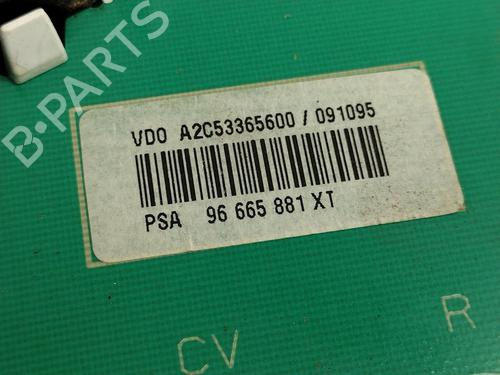 B-PARTS
VDO A2C53365600 / 091095
PSA 96 665 881 XT
CV R